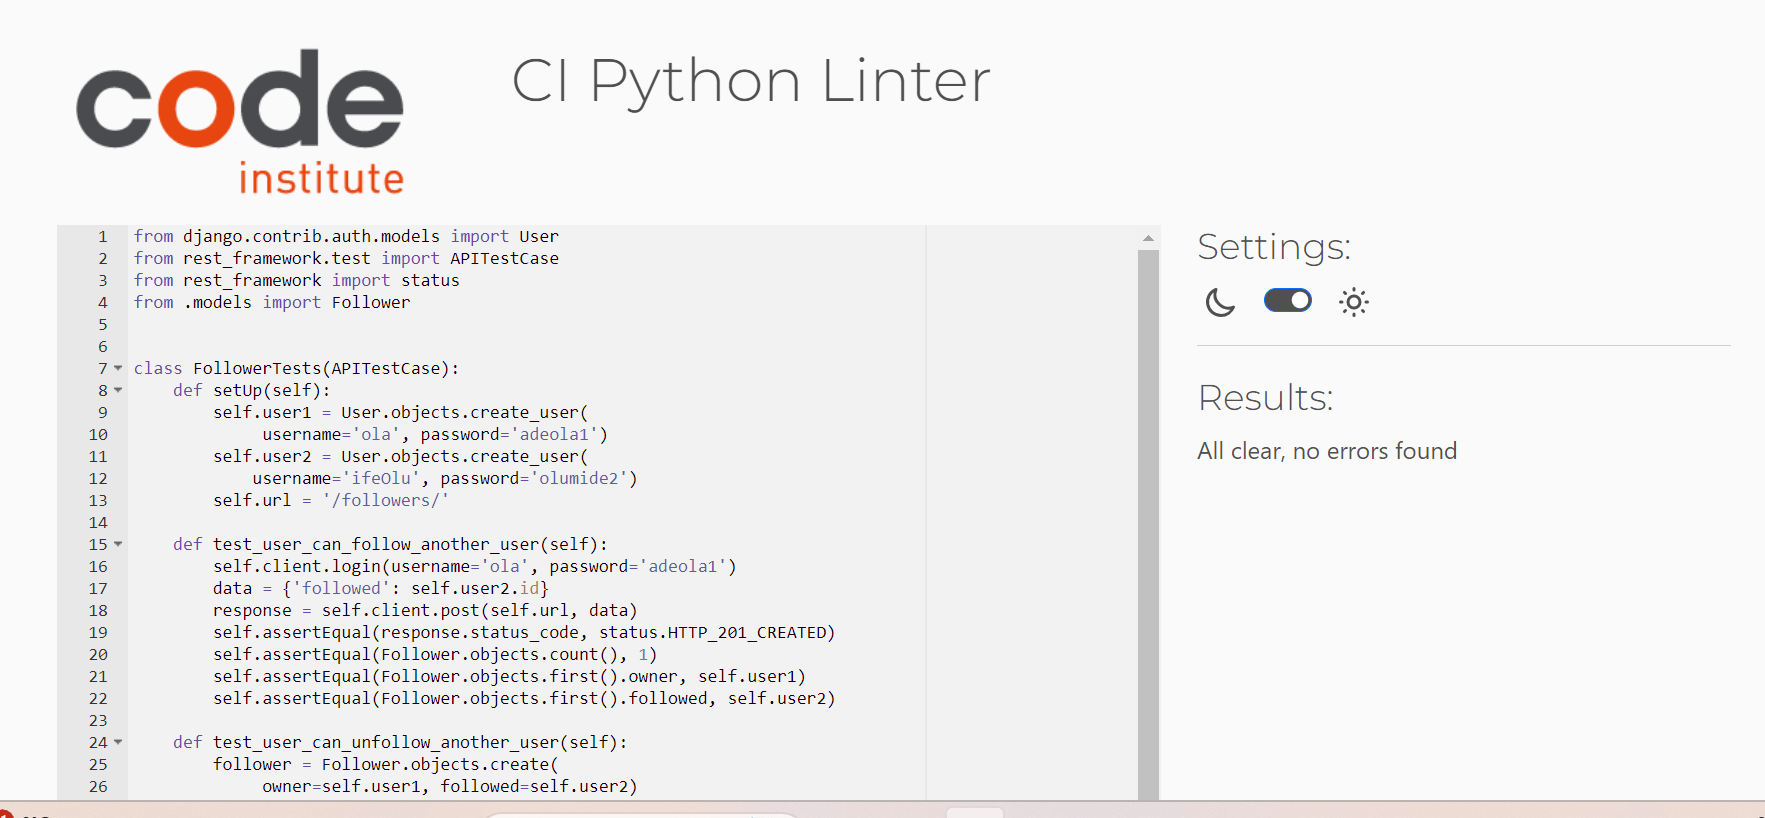 code
institute
CI Python Linter
1 from django.contrib.auth.models import User
2 from rest_framework.test import APITestCase
3 from rest_framework import status
4 from .models import Follower
5
6
7 class FollowerTests(APITestCase):
8     def setUp(self):
9         self.user1 = User.objects.create_user(
10              username='ola', password='adeola1')
11         self.user2 = User.objects.create_user(
12             username='ifeOlu', password='olumide2')
13         self.url = '/followers/'
14
15     def test_user_can_follow_another_user(self):
16         self.client.login(username='ola', password='adeola1')
17         data = {'followed': self.user2.id}
18         response = self.client.post(self.url, data)
19         self.assertEqual(response.status_code, status.HTTP_201_CREATED)
20         self.assertEqual(Follower.objects.count(), 1)
21         self.assertEqual(Follower.objects.first().owner, self.user1)
22         self.assertEqual(Follower.objects.first().followed, self.user2)
23
24     def test_user_can_unfollow_another_user(self):
25         follower = Follower.objects.create(
26              owner=self.user1, followed=self.user2)
Settings:
Results:
All clear, no errors found